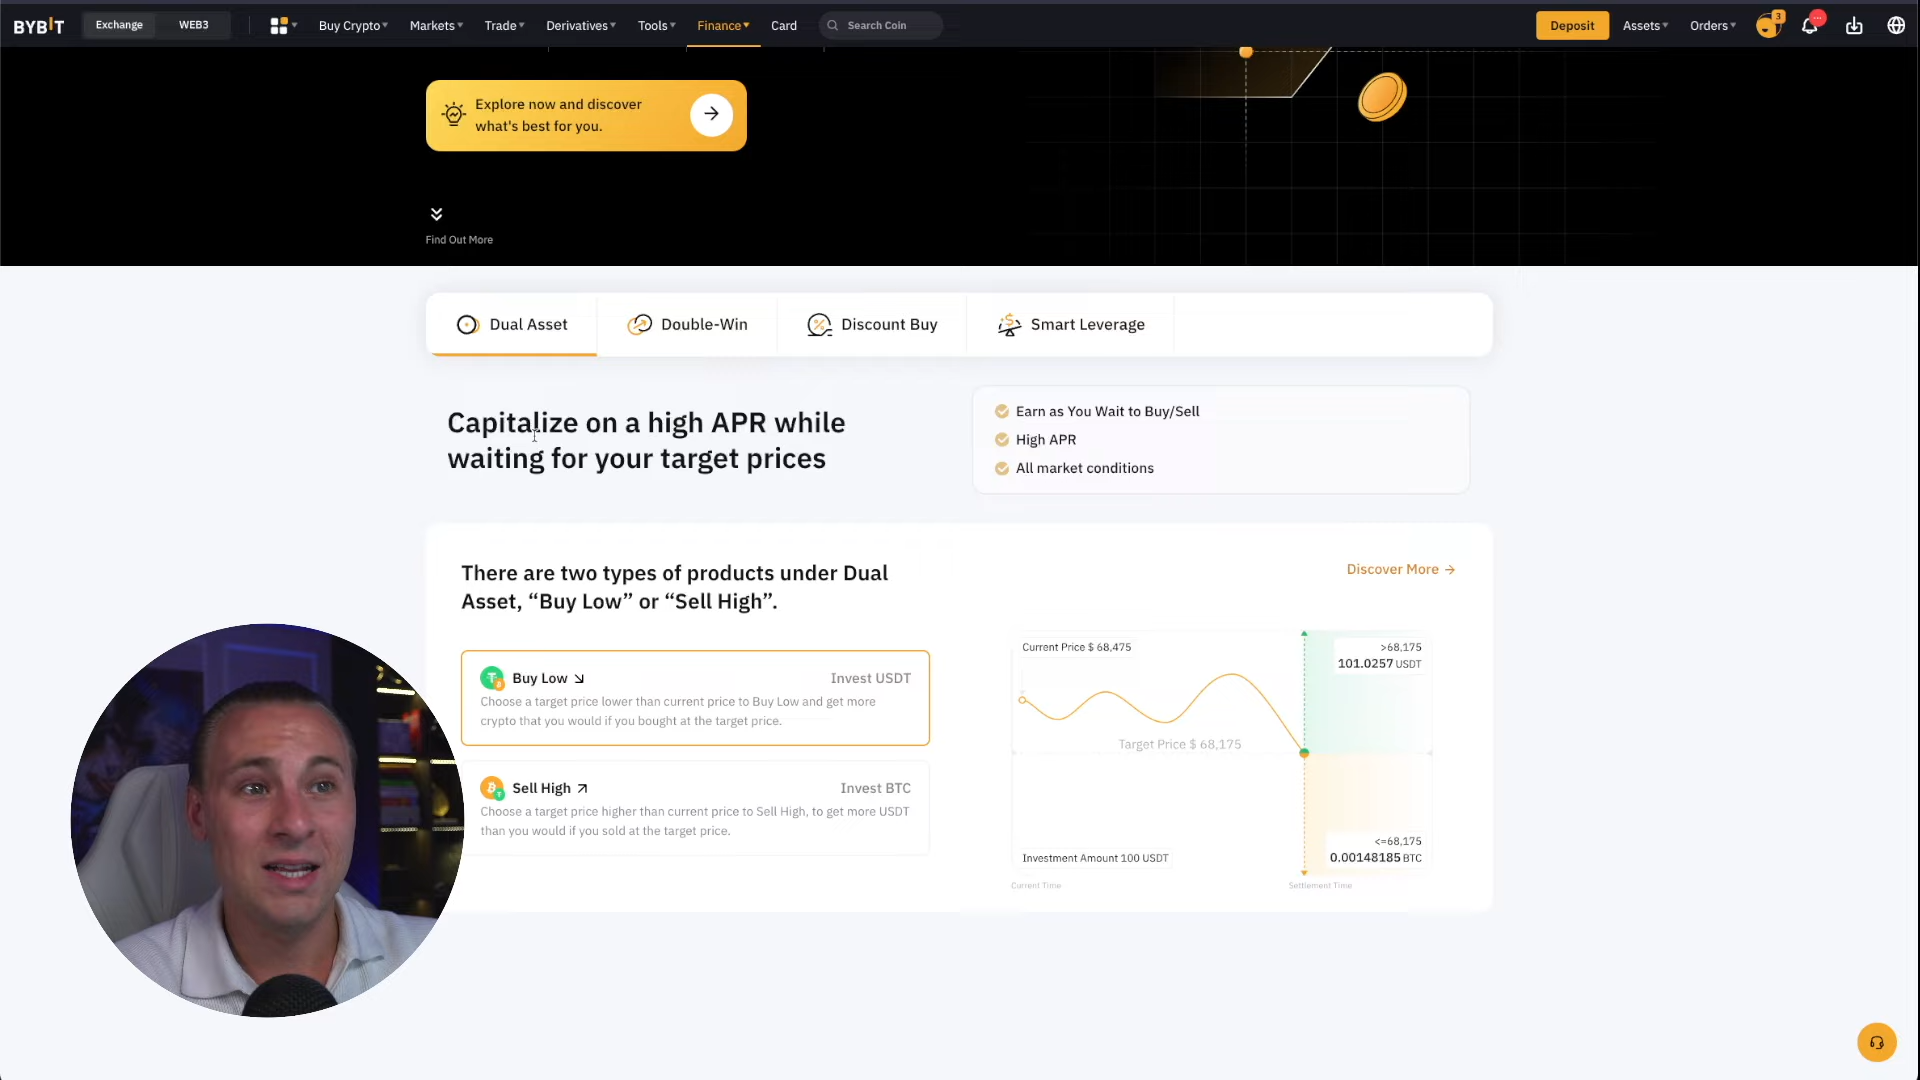 BYBIT Exchange WEB3 Buy Crypto Markets Trade Derivatives Tools Finance Card Search Coin Deposit Assets Orders 3
Explore now and discover
what's best for you.
Find Out More
Dual Asset Double-Win Discount Buy Smart Leverage
Capitalize on a high APR while
waiting for your target prices
Earn as You Wait to Buy/Sell
High APR
All market conditions
There are two types of products under Dual
Asset, “Buy Low” or “Sell High”.
Discover More →
Buy Low Invest USDT
Choose a target price lower than current price to Buy Low and get more
crypto that you would if you bought at the target price.
Sell High Invest BTC
Choose a target price higher than current price to Sell High, to get more USDT
than you would if you sold at the target price.
Current Price $ 68,475
>68,175
101.0257 USDT
Target Price $ 68,175
<=68,175
0.00148185 BTC
Investment Amount 100 USDT
Current Time Settlement Time